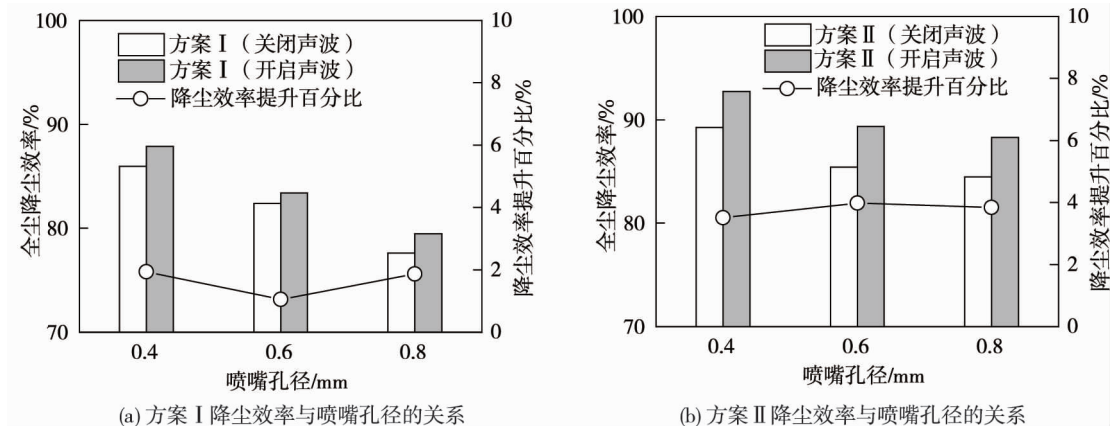 100
90
80
70
全尘降尘效率/%
方案Ⅰ（关闭声波）
方案Ⅰ（开启声波）
降尘效率提升百分比
10
8
6
4
2
0
降尘效率提升百分比/%
0.4 0.6 0.8
喷嘴孔径/mm
(a) 方案Ⅰ降尘效率与喷嘴孔径的关系
100
90
80
70
全尘降尘效率/%
方案Ⅱ（关闭声波）
方案Ⅱ（开启声波）
降尘效率提升百分比
10
8
6
4
2
0
降尘效率提升百分比/%
0.4 0.6 0.8
喷嘴孔径/mm
(b) 方案Ⅱ降尘效率与喷嘴孔径的关系